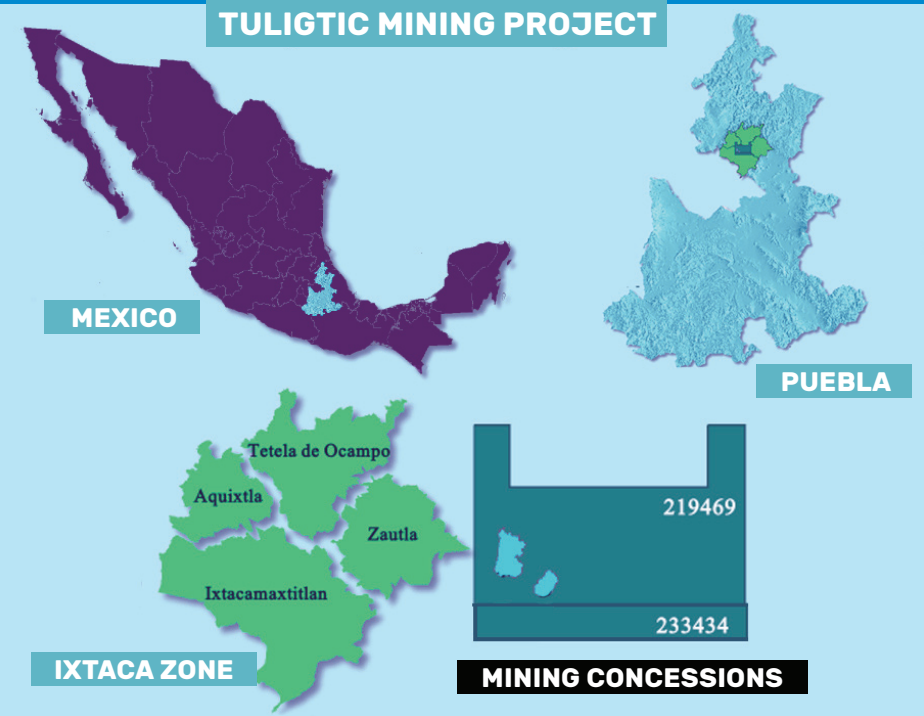 TULIGTIC MINING PROJECT
MEXICO
PUEBLA
Tetela de Ocampo
Aquixtla
Zautla
Ixtacamaxtitlan
IXTACA ZONE
219469
233434
MINING CONCESSIONS